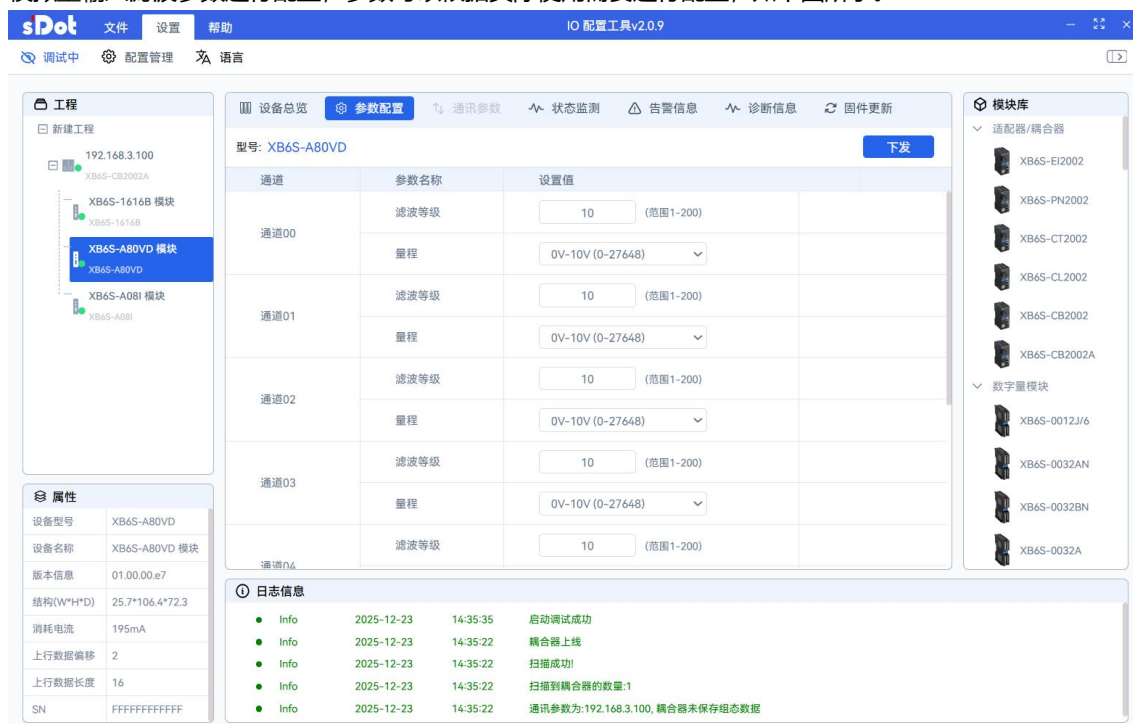 sDot 文件 设置 帮助 IO 配置工具v2.0.9
调试中 配置管理 语言
工程
新建工程
192.168.3.100
XB6S-CB2002A
XB6S-1616B 模块
XB6S-1616B
XB6S-A80VD 模块
XB6S-A80VD
XB6S-A08I 模块
XB6S-A08I
设备总览 参数配置 通讯参数 状态监测 告警信息 诊断信息 固件更新
型号: XB6S-A80VD 下发
通道 参数名称 设置值
通道00
滤波等级 10 (范围1-200)
量程 0V-10V (0-27648)
通道01
滤波等级 10 (范围1-200)
量程 0V-10V (0-27648)
通道02
滤波等级 10 (范围1-200)
量程 0V-10V (0-27648)
通道03
滤波等级 10 (范围1-200)
量程 0V-10V (0-27648)
通道04
滤波等级 10 (范围1-200)
模块库
适配器/耦合器
XB6S-EI2002
XB6S-PN2002
XB6S-CT2002
XB6S-CL2002
XB6S-CB2002
XB6S-CB2002A
数字量模块
XB6S-0012J/6
XB6S-0032AN
XB6S-0032BN
XB6S-0032A
属性
设备型号 XB6S-A80VD
设备名称 XB6S-A80VD 模块
版本信息 01.00.00.e7
结构(W*H*D) 25.7*106.4*72.3
消耗电流 195mA
上行数据偏移 2
上行数据长度 16
SN FFFFFFFFFFFF
日志信息
Info 2025-12-23 14:35:35 启动调试成功
Info 2025-12-23 14:35:22 耦合器上线
Info 2025-12-23 14:35:22 扫描成功!
Info 2025-12-23 14:35:22 扫描到耦合器的数量:1
Info 2025-12-23 14:35:22 通讯参数为:192.168.3.100, 耦合器未保存组态数据